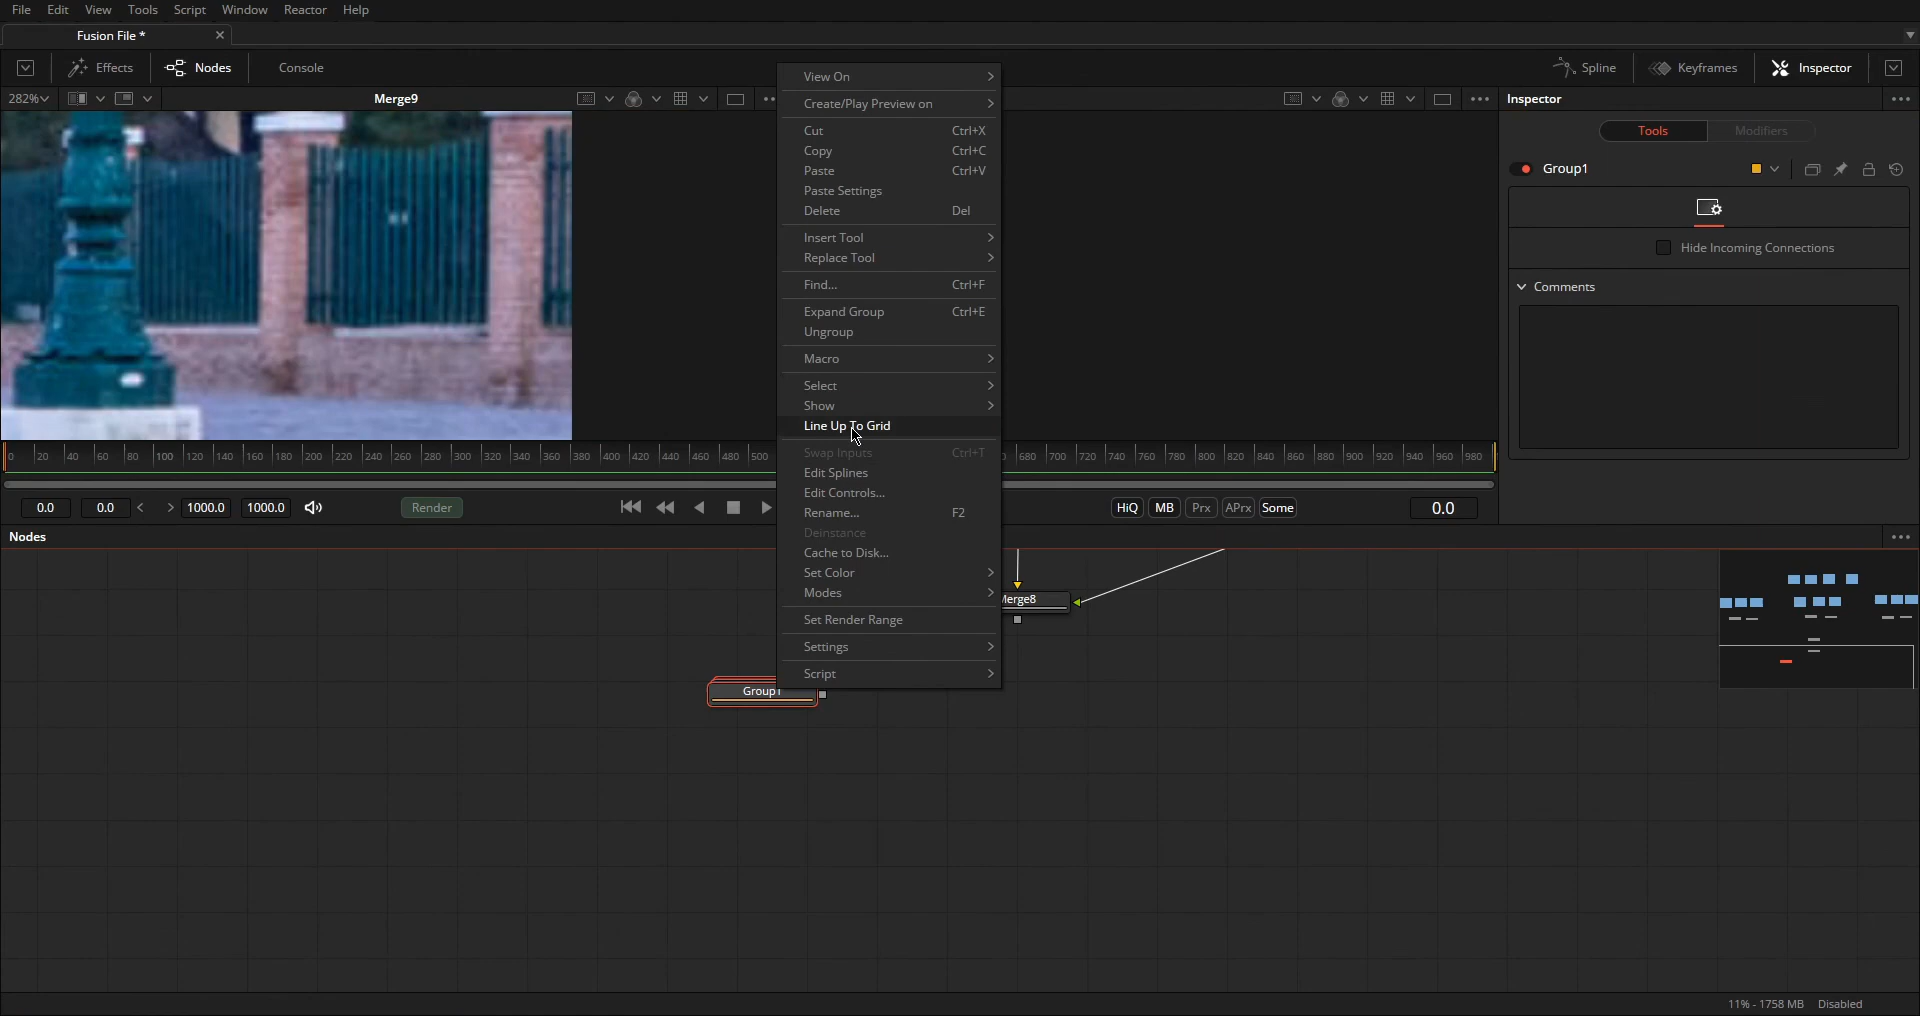 File Edit View Tools Script Window Reactor Help
Fusion File *
Effects Nodes Console Spline Keyframes Inspector
282% Merge9 Inspector
Tools Modifiers
Group1
Hide Incoming Connections
Comments
View On
Create/Play Preview on
Cut Ctrl+X
Copy Ctrl+C
Paste Ctrl+V
Paste Settings
Delete Del
Insert Tool
Replace Tool
Find... Ctrl+F
Expand Group Ctrl+E
Ungroup
Macro
Select
Show
Line Up To Grid
Swap Inputs Ctrl+T
Edit Splines
Edit Controls...
Rename... F2
Deinstance
Cache to Disk...
Set Color
Modes
Set Render Range
Settings
Script
0 20 40 60 80 100 120 140 160 180 200 220 240 260 280 300 320 340 360 380 400 420 440 460 480 500 680 700 720 740 760 780 800 820 840 860 880 900 920 940 960 980
0.0 0.0 1000.0 1000.0 Render HiQ MB Prx APrx Some 0.0
Nodes
Merge8
Group1
11% - 1758 MB Disabled